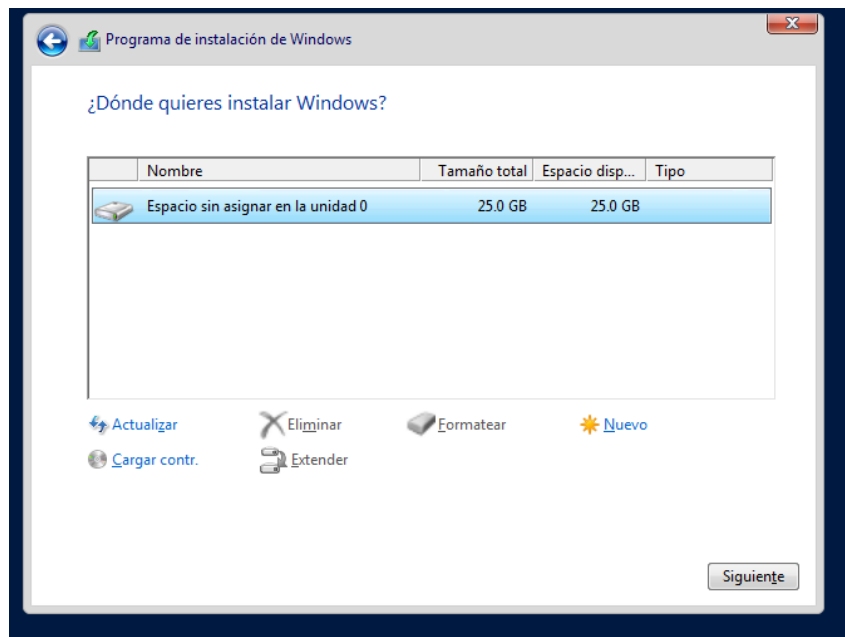 Programa de instalación de Windows
¿Dónde quieres instalar Windows?
Nombre Tamaño total Espacio disp... Tipo
Espacio sin asignar en la unidad 0 25.0 GB 25.0 GB
Actualizar Eliminar Formatear Nuevo
Cargar contr. Extender
Siguiente